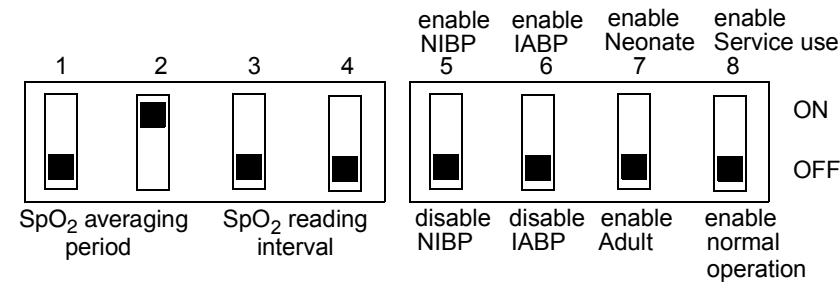 enable NIBP
enable IABP
enable Neonate
enable Service use
1 2 3 4 5 6 7 8
ON
OFF
SpO2 averaging period
SpO2 reading interval
disable NIBP
disable IABP
enable Adult
enable normal operation